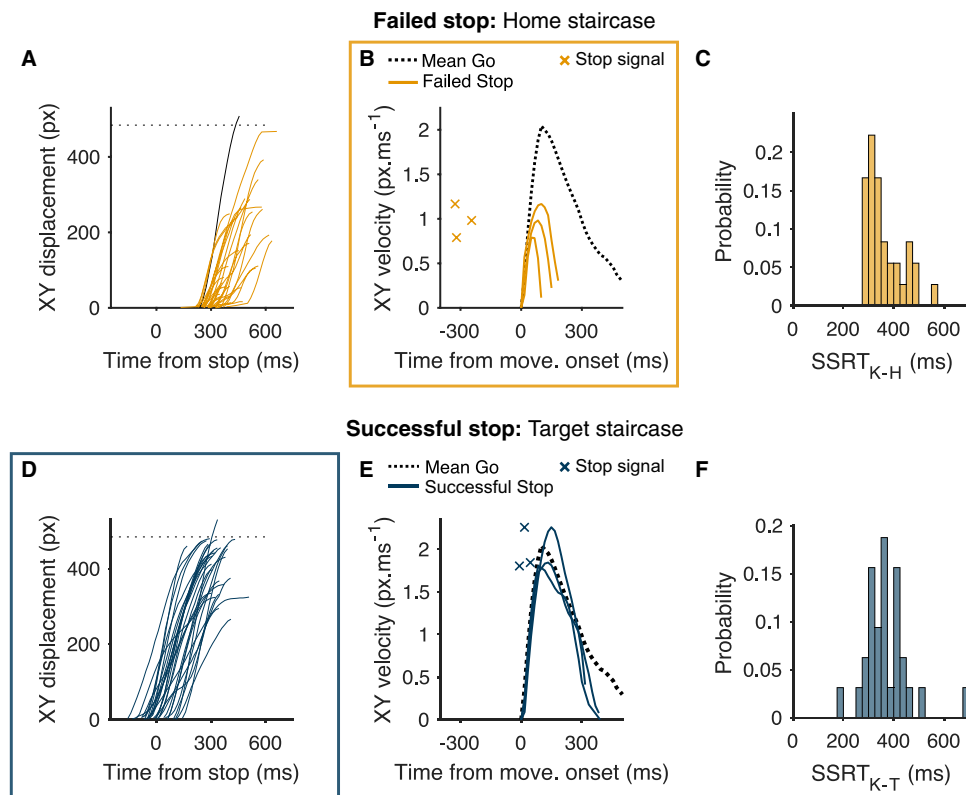 Failed stop: Home staircase
A
XY displacement (px)
400
200
0
0 300 600
Time from stop (ms)
B
Mean Go
Failed Stop
Stop signal
XY velocity (px.ms⁻¹)
2
1.5
1
0.5
0
-300 0 300
Time from move. onset (ms)
C
Probability
0.2
0.15
0.1
0.05
0
0 200 400 600
SSRT K-H (ms)
Successful stop: Target staircase
D
XY displacement (px)
400
200
0
0 300 600
Time from stop (ms)
E
Mean Go
Successful Stop
Stop signal
XY velocity (px.ms⁻¹)
2
1.5
1
0.5
0
-300 0 300
Time from move. onset (ms)
F
Probability
0.2
0.15
0.1
0.05
0
0 200 400 600
SSRT K-T (ms)